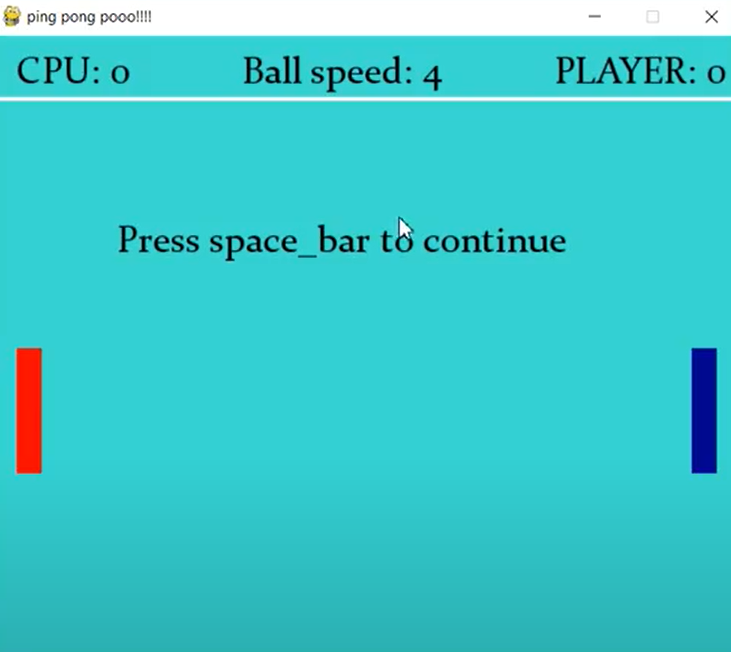 ping pong pooo!!!!
CPU: 0 Ball speed: 4 PLAYER: 0
Press space_bar to continue